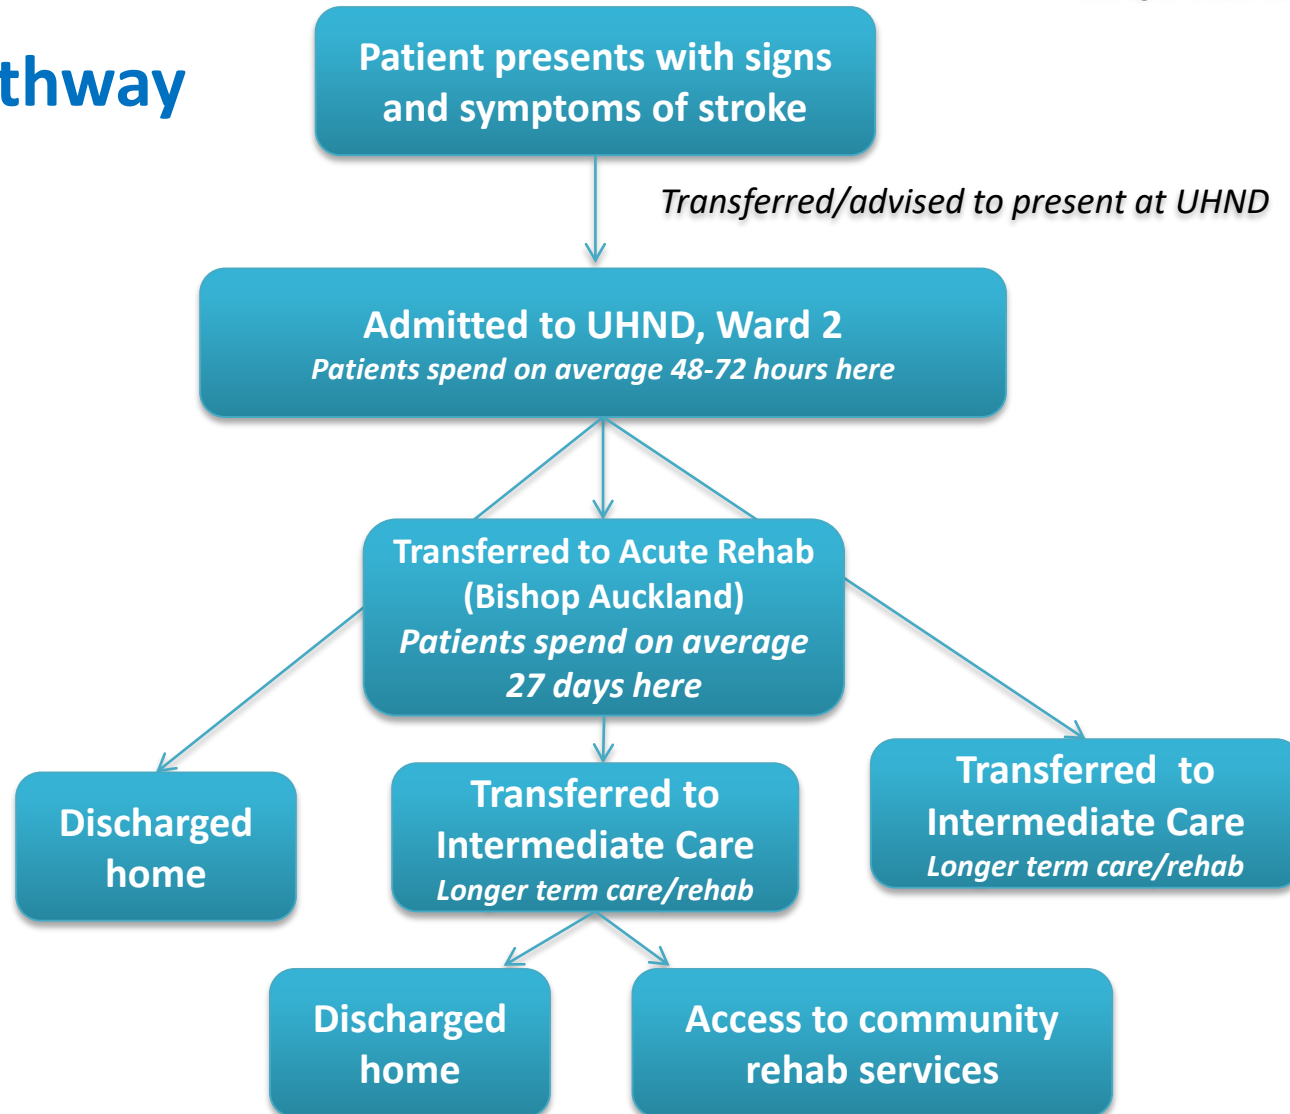 thway
Patient presents with signs
and symptoms of stroke
Transferred/advised to present at UHND
Admitted to UHND, Ward 2
Patients spend on average 48-72 hours here
Transferred to Acute Rehab
(Bishop Auckland)
Patients spend on average
27 days here
Discharged
home
Transferred to
Intermediate Care
Longer term care/rehab
Transferred to
Intermediate Care
Longer term care/rehab
Discharged
home
Access to community
rehab services